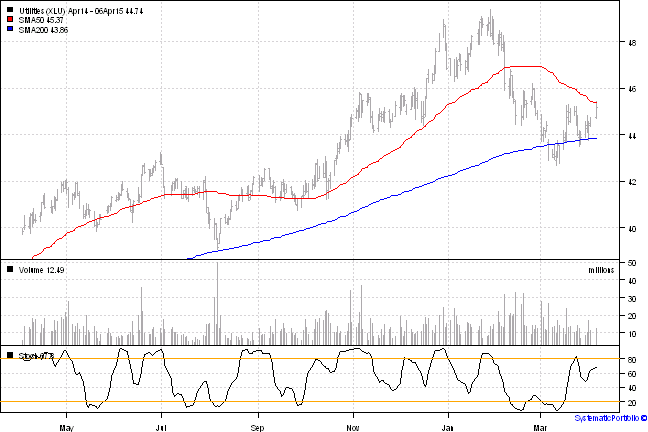 Utilities (XLU) Apr14 - 06Apr15 44.74
SMA50 45.37
SMA200 43.86
48
46
44
42
40
Volume 12.49
millions
50
40
30
20
10
80
60
40
20
May
Jul
Sep
Nov
Jan
Mar
SystematicPortfolio ©